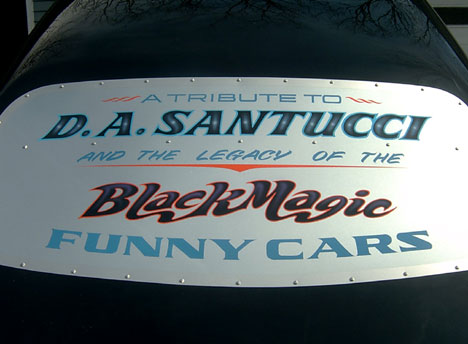 A TRIBUTE TO
D.A. SANTUCCI
AND THE LEGACY OF THE
BlackMagic
FUNNY CARS